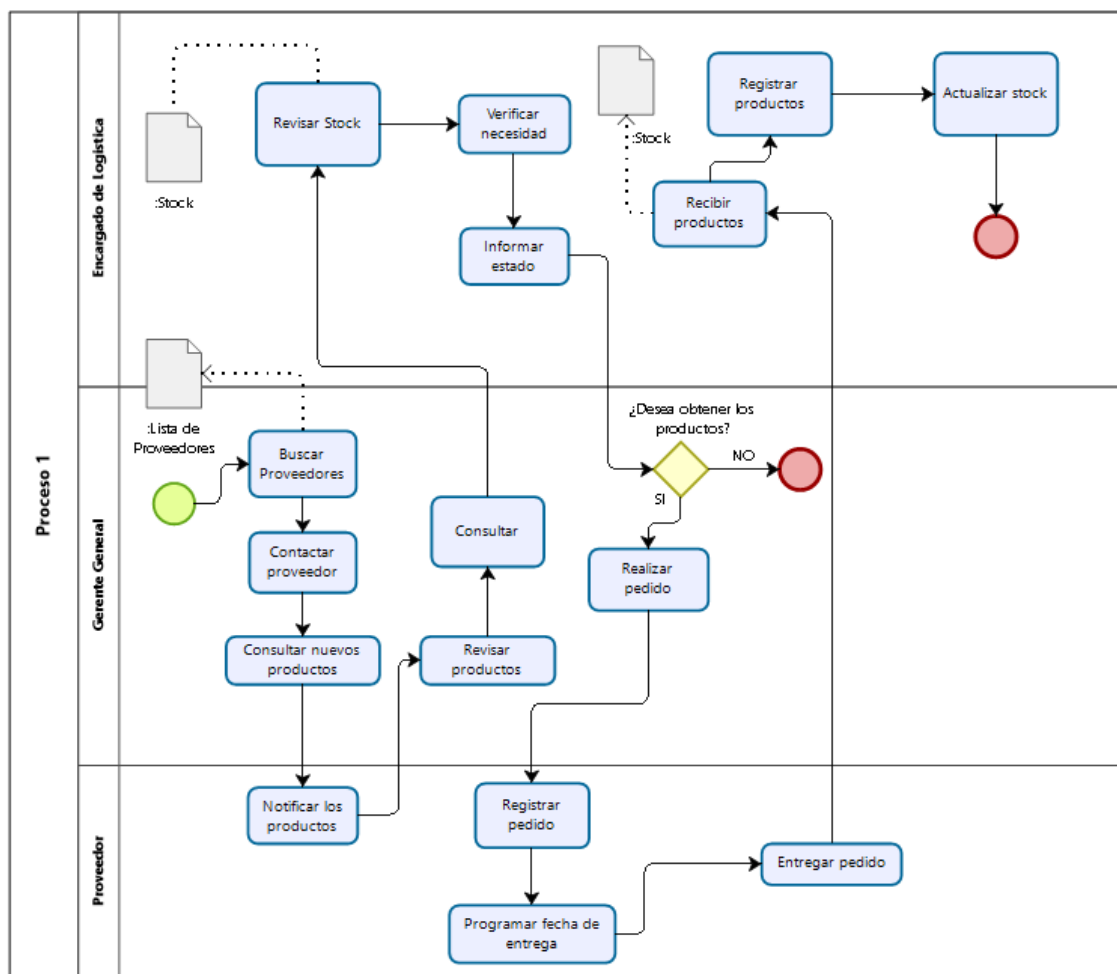 Proceso 1
Encargado de Logística
Revisar Stock
:Stock
Verificar
necesidad
Informar
estado
:Stock
Registrar
productos
Actualizar stock
Recibir
productos
Gerente General
:Lista de
Proveedores
Buscar
Proveedores
Contactar
proveedor
Consultar nuevos
productos
Revisar
productos
Consultar
¿Desea obtener los
productos?
NO
SI
Realizar
pedido
Proveedor
Notificar los
productos
Registrar
pedido
Programar fecha de
entrega
Entregar pedido